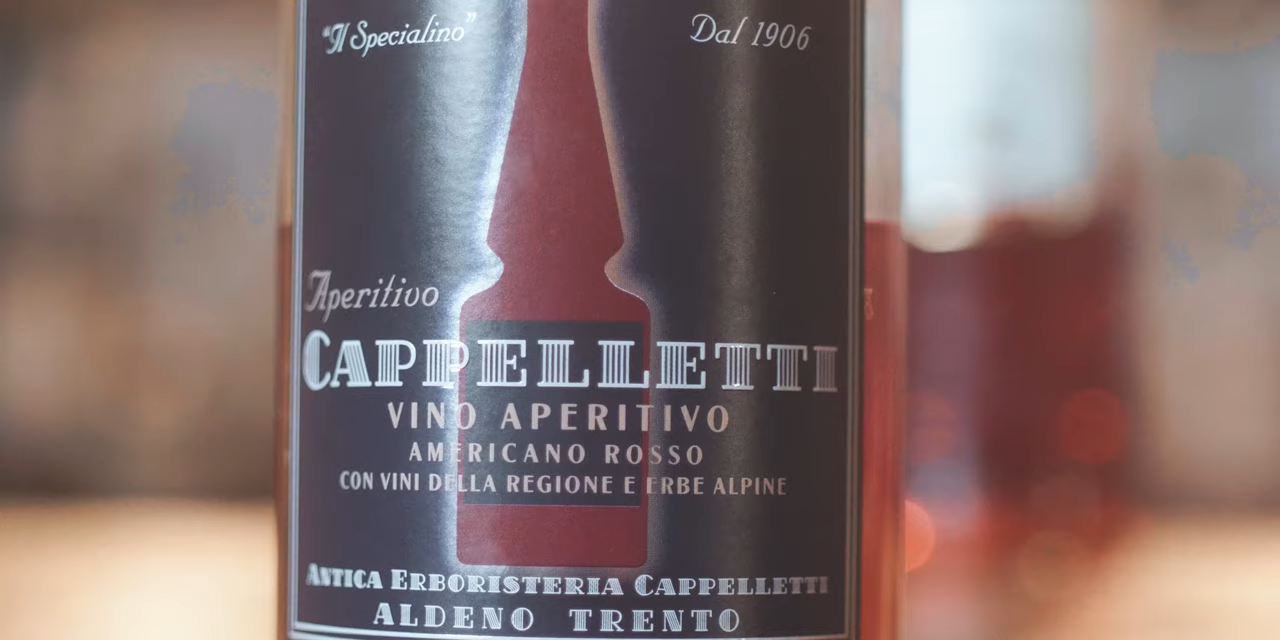 "Il Specialino" Dal 1906
Aperitivo
CAPPELLETTI
VINO APERITIVO
AMERICANO ROSSO
CON VINI DELLA REGIONE E ERBE ALPINE
ANTICA ERBORISTERIA CAPPELLETTI
ALDENO TRENTO